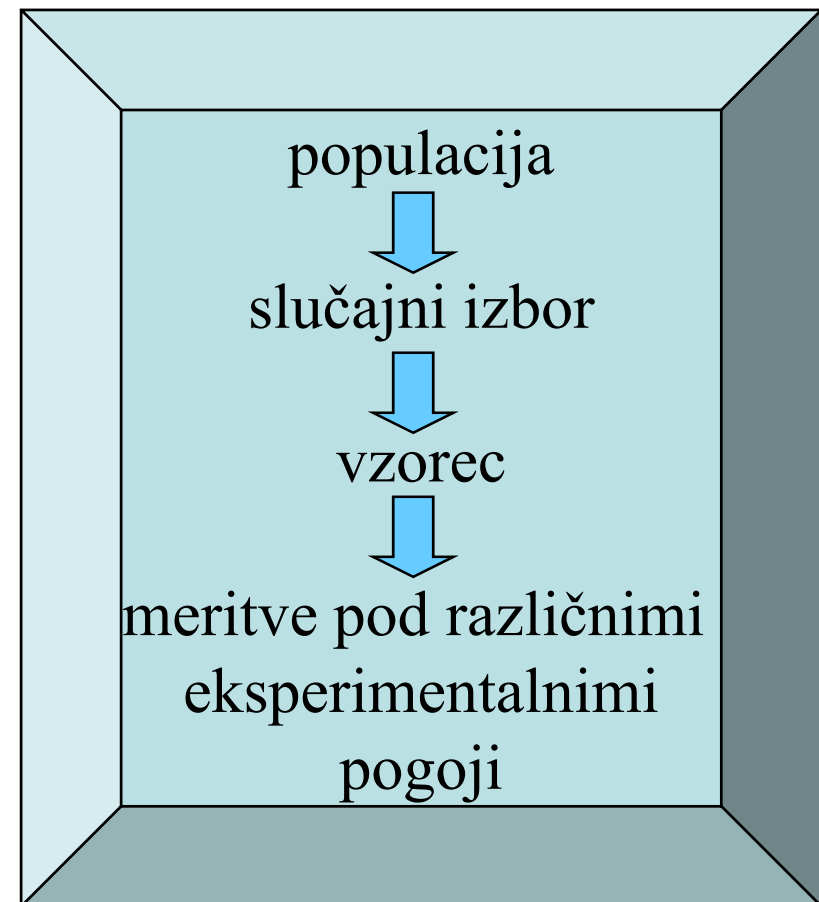 populacija
slučajni izbor
vzorec
meritve pod različnimi
eksperimentalnimi
pogoji